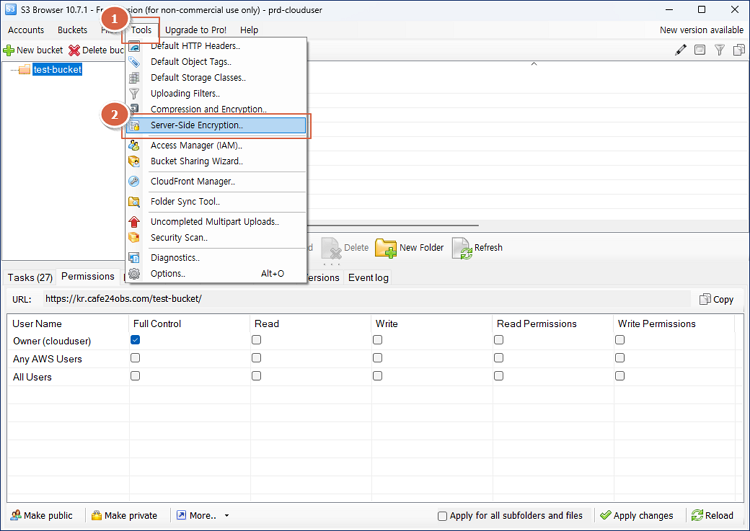 S3 Browser 10.7.1 - Fre sion (for non-commercial use only) - prd-clouduser
1
Accounts Buckets Tools Upgrade to Pro! Help New version available
New bucket Delete buc
test-bucket
Default HTTP Headers..
Default Object Tags..
Default Storage Classes..
Uploading Filters..
Compression and Encryption..
2
Server-Side Encryption..
Access Manager (IAM)..
Bucket Sharing Wizard..
CloudFront Manager..
Folder Sync Tool..
Uncompleted Multipart Uploads..
Security Scan..
Diagnostics..
Options.. Alt+O
d Delete New Folder Refresh
Tasks (27) Permissions ersions Event log
URL: https://kr.cafe24obs.com/test-bucket/ Copy
User Name Full Control Read Write Read Permissions Write Permissions
Owner (clouduser)
Any AWS Users
All Users
Make public Make private More.. Apply for all subfolders and files Apply changes Reload